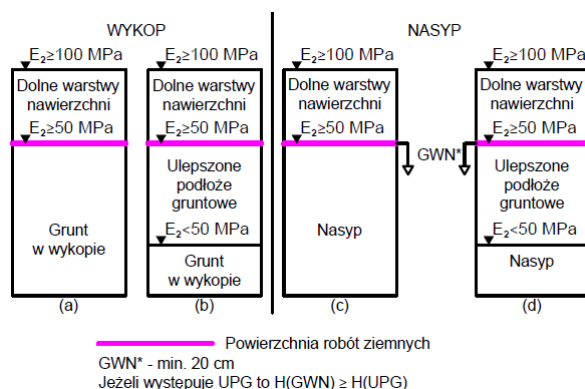 WYKOP
NASYP
E₂≥100 MPa
E₂≥100 MPa
E₂≥100 MPa
E₂≥100 MPa
Dolne warstwy
nawierzchni
Dolne warstwy
nawierzchni
Dolne warstwy
nawierzchni
Dolne warstwy
nawierzchni
E₂≥50 MPa
E₂≥50 MPa
E₂≥50 MPa
E₂≥50 MPa
GWN*
Grunt
w wykopie
Ulepszone
podłoże
gruntowe
E₂<50 MPa
Grunt
w wykopie
Nasyp
Ulepszone
podłoże
gruntowe
E₂<50 MPa
Nasyp
(a)
(b)
(c)
(d)
Powierzchnia robót ziemnych
GWN* - min. 20 cm
Jeżeli występuje UPG to H(GWN) ≥ H(UPG)